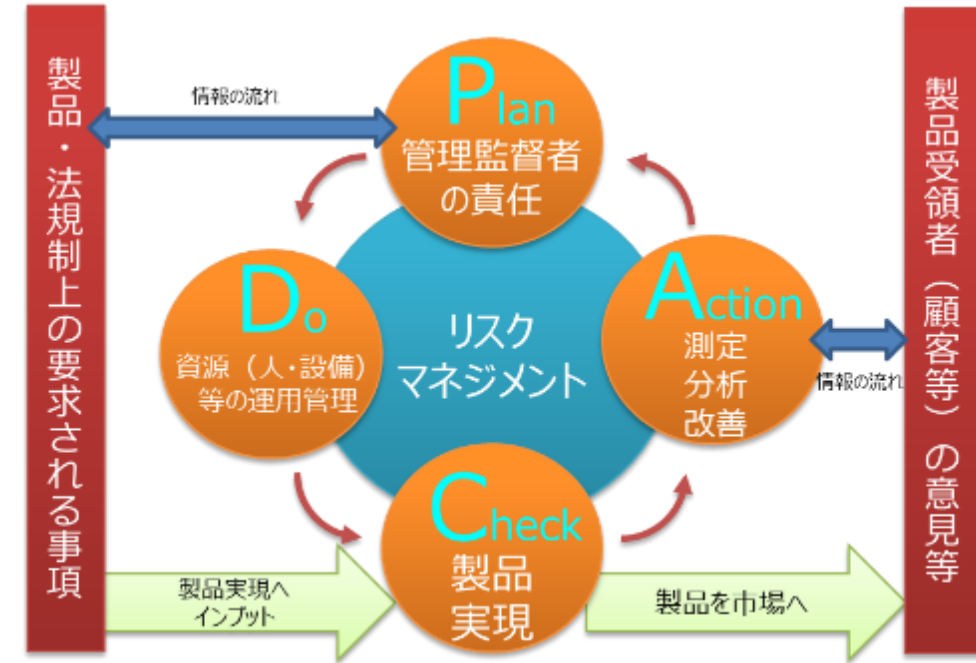 製品・法規制上の要求される事項
情報の流れ
Plan
管理監督者
の責任
Do
資源（人・設備）
等の運用管理
リスク
マネジメント
Action
測定
分析
改善
情報の流れ
Check
製品
実現
製品実現へ
インプット
製品を市場へ
製品受領者（顧客等）の意見等